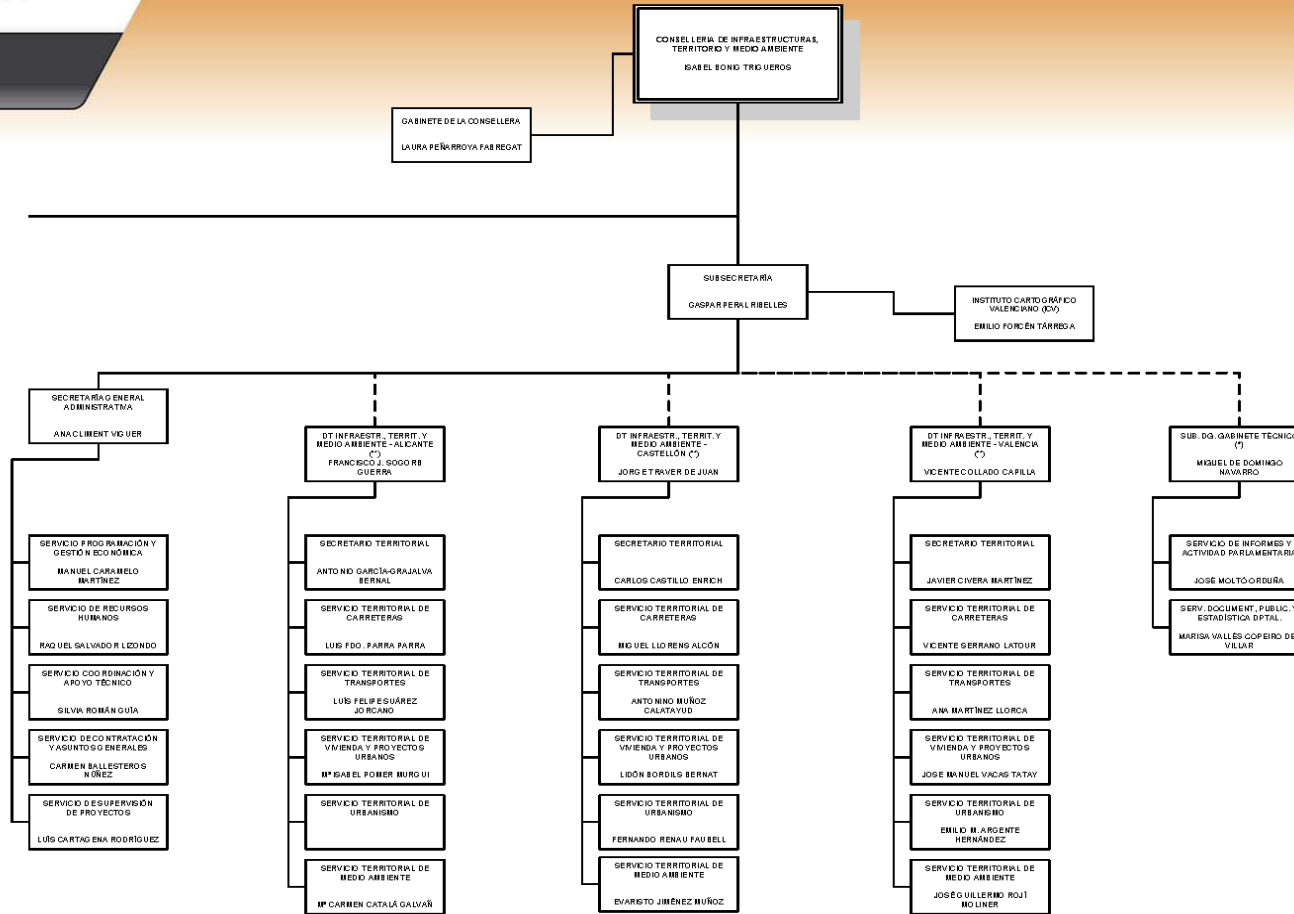 CONSELLERIA DE INFRAESTRUCTURAS,
TERRITORIO Y MEDIO AMBIENTE
ISABEL BONIG TRIGUEROS
GABINETE DE LA CONSELLERA
LAURA PEÑARROYA FABREGAT
SUBSECRETARÍA
GASPAR PERAL RIBELLES
INSTITUTO CARTOGRÁFICO
VALENCIANO (ICV)
EMILIO FORCÉN TÁRREGA
SECRETARÍA GENERAL
ADMINISTRATIVA
ANA CLIMENT VIGUER
SERVICIO PROGRAMACIÓN Y
GESTIÓN ECONÓMICA
MANUEL CARAMELO
MARTÍNEZ
SERVICIO DE RECURSOS
HUMANOS
RAQUEL SALVADOR LIZONDO
SERVICIO COORDINACIÓN Y
APOYO TÉCNICO
SILVIA ROMÁN GUÍA
SERVICIO DE CONTRATACIÓN
Y ASUNTOS GENERALES
CARMEN BALLESTEROS
NÚÑEZ
SERVICIO DE SUPERVISIÓN
DE PROYECTOS
LUÍS CARTAGENA RODRÍGUEZ
DT INFRAESTR., TERRIT. Y
MEDIO AMBIENTE - ALICANTE
(**)
FRANCISCO J. SOGORB
GUERRA
SECRETARIO TERRITORIAL
ANTONIO GARCÍA-GRAJALVA
BERNAL
SERVICIO TERRITORIAL DE
CARRETERAS
LUIS FDO. PARRA PARRA
SERVICIO TERRITORIAL DE
TRANSPORTES
LUÍS FELIPE SUÁREZ
JORCANO
SERVICIO TERRITORIAL DE
VIVIENDA Y PROYECTOS
URBANOS
Mª ISABEL POMER MURGUI
SERVICIO TERRITORIAL DE
URBANISMO
SERVICIO TERRITORIAL DE
MEDIO AMBIENTE
Mª CARMEN CATALÁ GALVAÑ
DT INFRAESTR., TERRIT. Y
MEDIO AMBIENTE -
CASTELLÓN (**)
JORGE TRAVER DE JUAN
SECRETARIO TERRITORIAL
CARLOS CASTILLO ENRICH
SERVICIO TERRITORIAL DE
CARRETERAS
MIGUEL LLORENS ALCÓN
SERVICIO TERRITORIAL DE
TRANSPORTES
ANTONINO MUÑOZ
CALATAYUD
SERVICIO TERRITORIAL DE
VIVIENDA Y PROYECTOS
URBANOS
LIDÓN BORDILS BERNAT
SERVICIO TERRITORIAL DE
URBANISMO
FERNANDO RENAU FAUBELL
SERVICIO TERRITORIAL DE
MEDIO AMBIENTE
EVARISTO JIMÉNEZ MUÑOZ
DT INFRAESTR., TERRIT. Y
MEDIO AMBIENTE - VALENCIA
(**)
VICENTE COLLADO CAPILLA
SECRETARIO TERRITORIAL
JAVIER CIVERA MARTÍNEZ
SERVICIO TERRITORIAL DE
CARRETERAS
VICENTE SERRANO LATOUR
SERVICIO TERRITORIAL DE
TRANSPORTES
ANA MARTÍNEZ LLORCA
SERVICIO TERRITORIAL DE
VIVIENDA Y PROYECTOS
URBANOS
JOSE MANUEL VACAS TATAY
SERVICIO TERRITORIAL DE
URBANISMO
EMILIO M. ARGENTE
HERNÁNDEZ
SERVICIO TERRITORIAL DE
MEDIO AMBIENTE
JOSÉ GUILLERMO ROJÍ
MOLINER
SUB. DG. GABINETE TÉCNICO
(*)
MIGUEL DE DOMINGO
NAVARRO
SERVICIO DE INFORMES Y
ACTIVIDAD PARLAMENTARIA
JOSÉ MOLTÓ ORDUÑA
SERV. DOCUMENT, PUBLIC. Y
ESTADÍSTICA DPTAL.
MARISA VALLÉS COPEIRO DEL
VILLAR